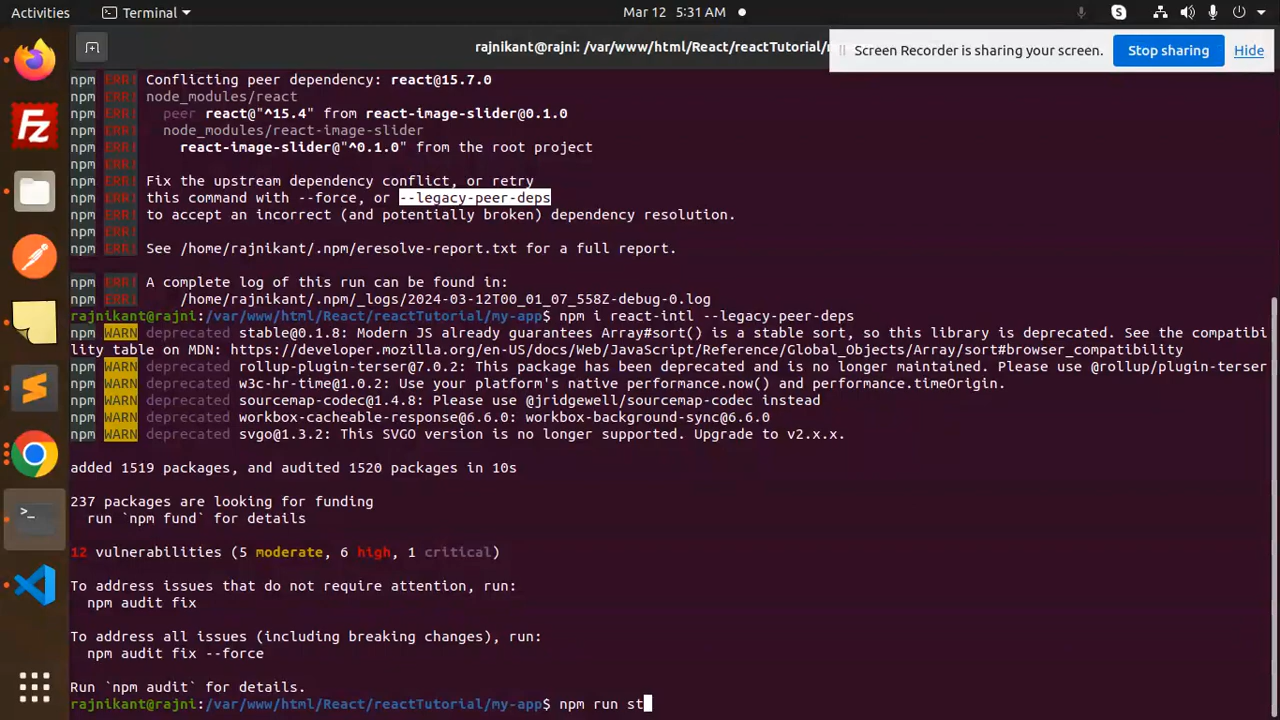 Activities
Terminal
Mar 12 5:31 AM
rajnikant@rajni: /var/www/html/React/reactTutorial/m
Screen Recorder is sharing your screen.
Stop sharing
Hide
npm ERR! Conflicting peer dependency: react@15.7.0
npm ERR! node_modules/react
npm ERR!   peer react@"^15.4" from react-image-slider@0.1.0
npm ERR!   node_modules/react-image-slider
npm ERR!     react-image-slider@"^0.1.0" from the root project
npm ERR!
npm ERR! Fix the upstream dependency conflict, or retry
npm ERR! this command with --force, or --legacy-peer-deps
npm ERR! to accept an incorrect (and potentially broken) dependency resolution.
npm ERR!
npm ERR! See /home/rajnikant/.npm/eresolve-report.txt for a full report.
npm ERR! A complete log of this run can be found in:
npm ERR!     /home/rajnikant/.npm/_logs/2024-03-12T00_01_07_558Z-debug-0.log
rajnikant@rajni:/var/www/html/React/reactTutorial/my-app$ npm i react-intl --legacy-peer-deps
npm WARN deprecated stable@0.1.8: Modern JS already guarantees Array#sort() is a stable sort, so this library is deprecated. See the compatibi
lity table on MDN: https://developer.mozilla.org/en-US/docs/Web/JavaScript/Reference/Global_Objects/Array/sort#browser_compatibility
npm WARN deprecated rollup-plugin-terser@7.0.2: This package has been deprecated and is no longer maintained. Please use @rollup/plugin-terser
npm WARN deprecated w3c-hr-time@1.0.2: Use your platform's native performance.now() and performance.timeOrigin.
npm WARN deprecated sourcemap-codec@1.4.8: Please use @jridgewell/sourcemap-codec instead
npm WARN deprecated workbox-cacheable-response@6.6.0: workbox-background-sync@6.6.0
npm WARN deprecated svgo@1.3.2: This SVGO version is no longer supported. Upgrade to v2.x.x.
added 1519 packages, and audited 1520 packages in 10s
237 packages are looking for funding
  run `npm fund` for details
12 vulnerabilities (5 moderate, 6 high, 1 critical)
To address issues that do not require attention, run:
  npm audit fix
To address all issues (including breaking changes), run:
  npm audit fix --force
Run `npm audit` for details.
rajnikant@rajni:/var/www/html/React/reactTutorial/my-app$ npm run st